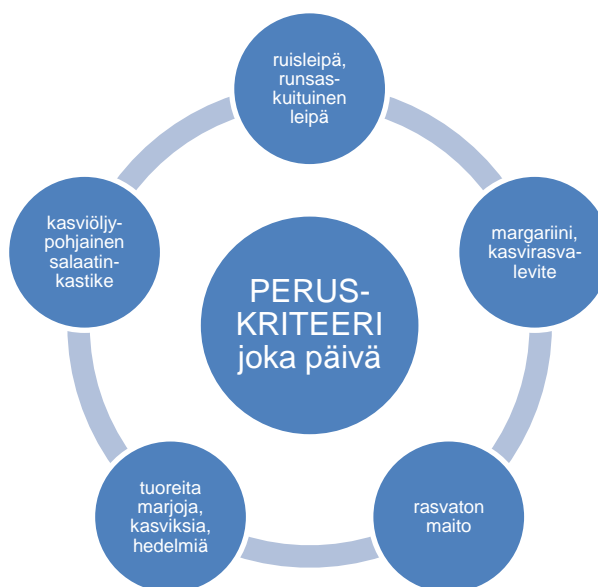 ruisleipä,
runsas-
kuituinen
leipä
margariini,
kasvirasva-
levite
rasvaton
maito
tuoreita
marjoja,
kasviksia,
hedelmiä
kasviöljy-
pohjainen
salaatin-
kastike
PERUS-
KRITEERI
joka päivä